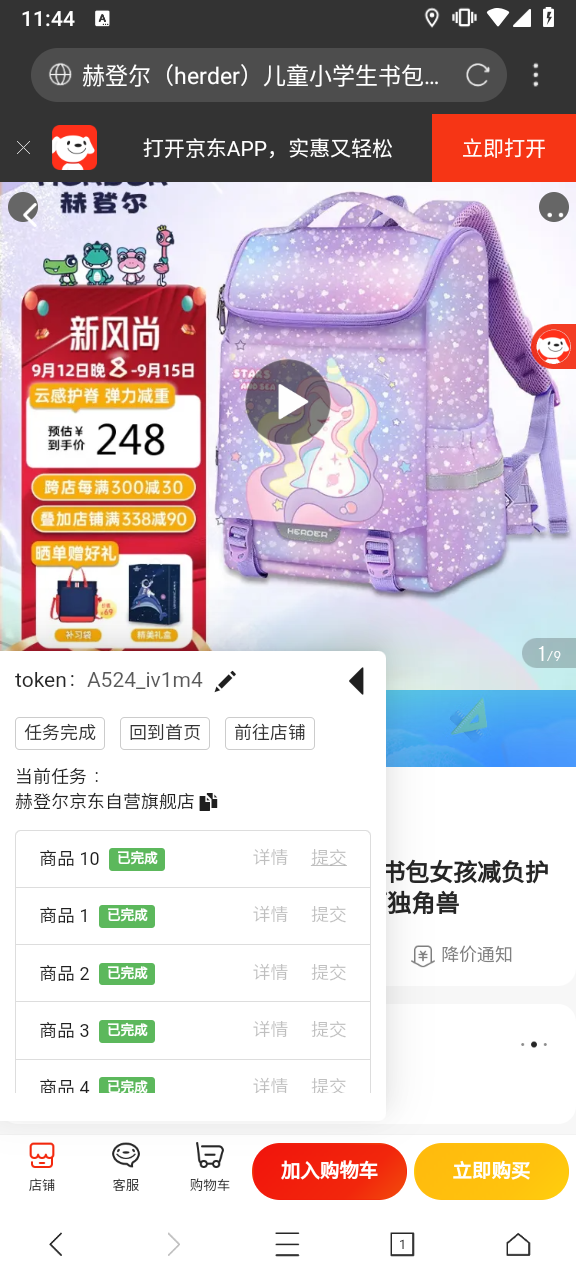 11:44
A
赫登尔（herder）儿童小学生书包...
打开京东APP，实惠又轻松
立即打开
赫登尔
新风尚
9月12日晚8-9月15日
云感护脊 弹力减重
预估¥
到手价 248
跨店每满300减30
叠加店铺满338减90
晒单赠好礼
补习袋
精美礼盒
STARS
AND SEA
HERDER
1/9
token: A524_iv1m4
任务完成 回到首页 前往店铺
当前任务：
赫登尔京东自营旗舰店
商品 10 已完成 详情 提交
商品 1 已完成 详情 提交
商品 2 已完成 详情 提交
商品 3 已完成 详情 提交
商品 4 已完成 详情 提交
书包女孩减负护
独角兽
降价通知
店铺
客服
购物车
加入购物车
立即购买
1